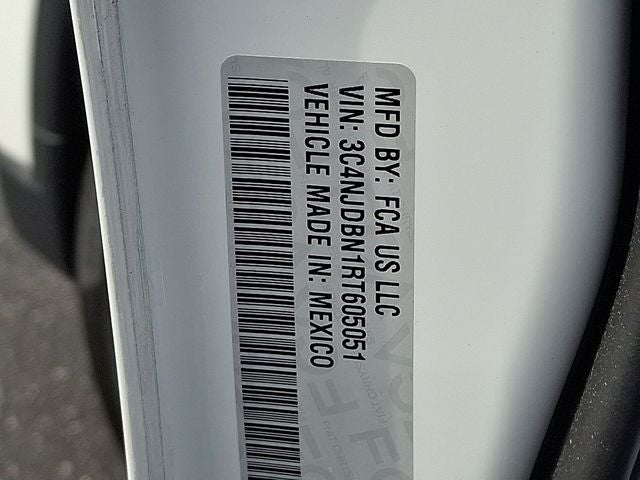 MFD BY: FCA US LLC
VIN: 3C4NJDBN1RT605051
VEHICLE MADE IN: MEXICO